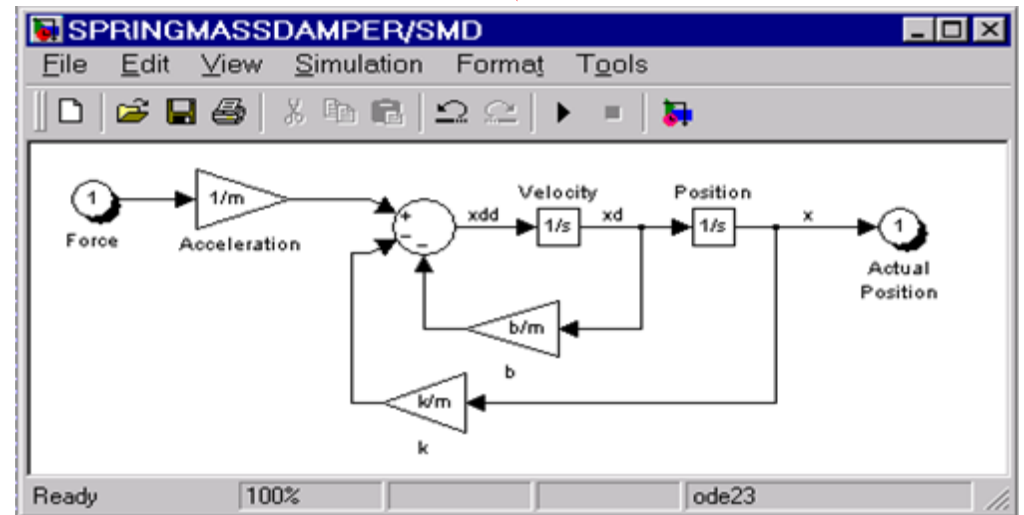 SPRINGMASSDAMPER/SMD
File Edit View Simulation Format Tools
1
Force
1/m
Acceleration
+
−
−
xdd
Velocity
1/s
xd
Position
1/s
x
1
Actual
Position
b/m
b
k/m
k
Ready 100% ode23